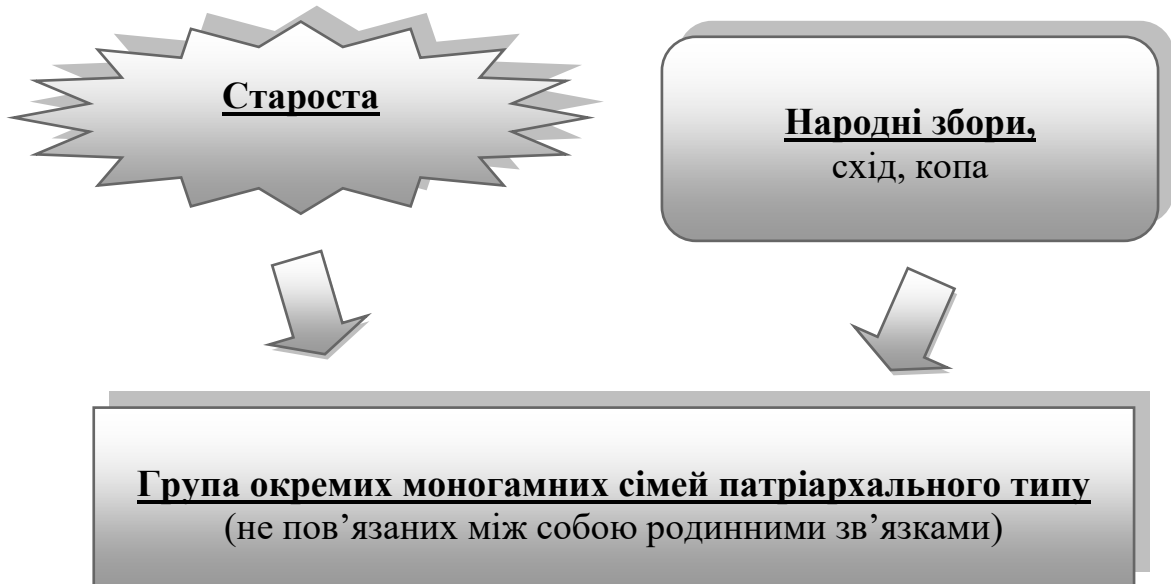 Староста
Народні збори,
схід, копа
Група окремих моногамних сімей патріархального типу
(не пов’язаних між собою родинними зв’язками)